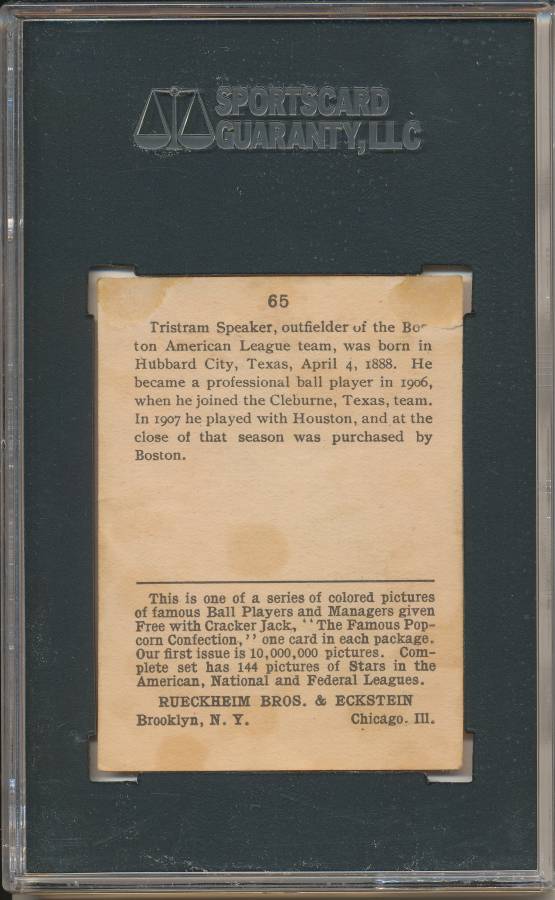 SPORTSCARD
GUARANTY, LLC
65
Tristram Speaker, outfielder of the Bos
ton American League team, was born in
Hubbard City, Texas, April 4, 1888. He
became a professional ball player in 1906,
when he joined the Cleburne, Texas, team.
In 1907 he played with Houston, and at the
close of that season was purchased by
Boston.
This is one of a series of colored pictures
of famous Ball Players and Managers given
Free with Cracker Jack, "The Famous Pop-
corn Confection," one card in each package.
Our first issue is 10,000,000 pictures. Com-
plete set has 144 pictures of Stars in the
American, National and Federal Leagues.
RUECKHEIM BROS. & ECKSTEIN
Brooklyn, N. Y. Chicago. Ill.